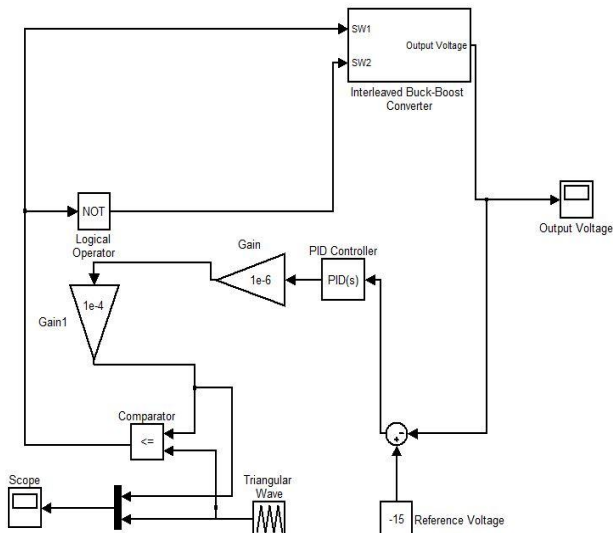 SW1
Output Voltage
SW2
Interleaved Buck-Boost
Converter
NOT
Logical
Operator
Output Voltage
Gain
PID Controller
1e-6
PID(s)
1e-4
Gain1
Comparator
<=
-
+
Scope
Triangular
Wave
-15
Reference Voltage